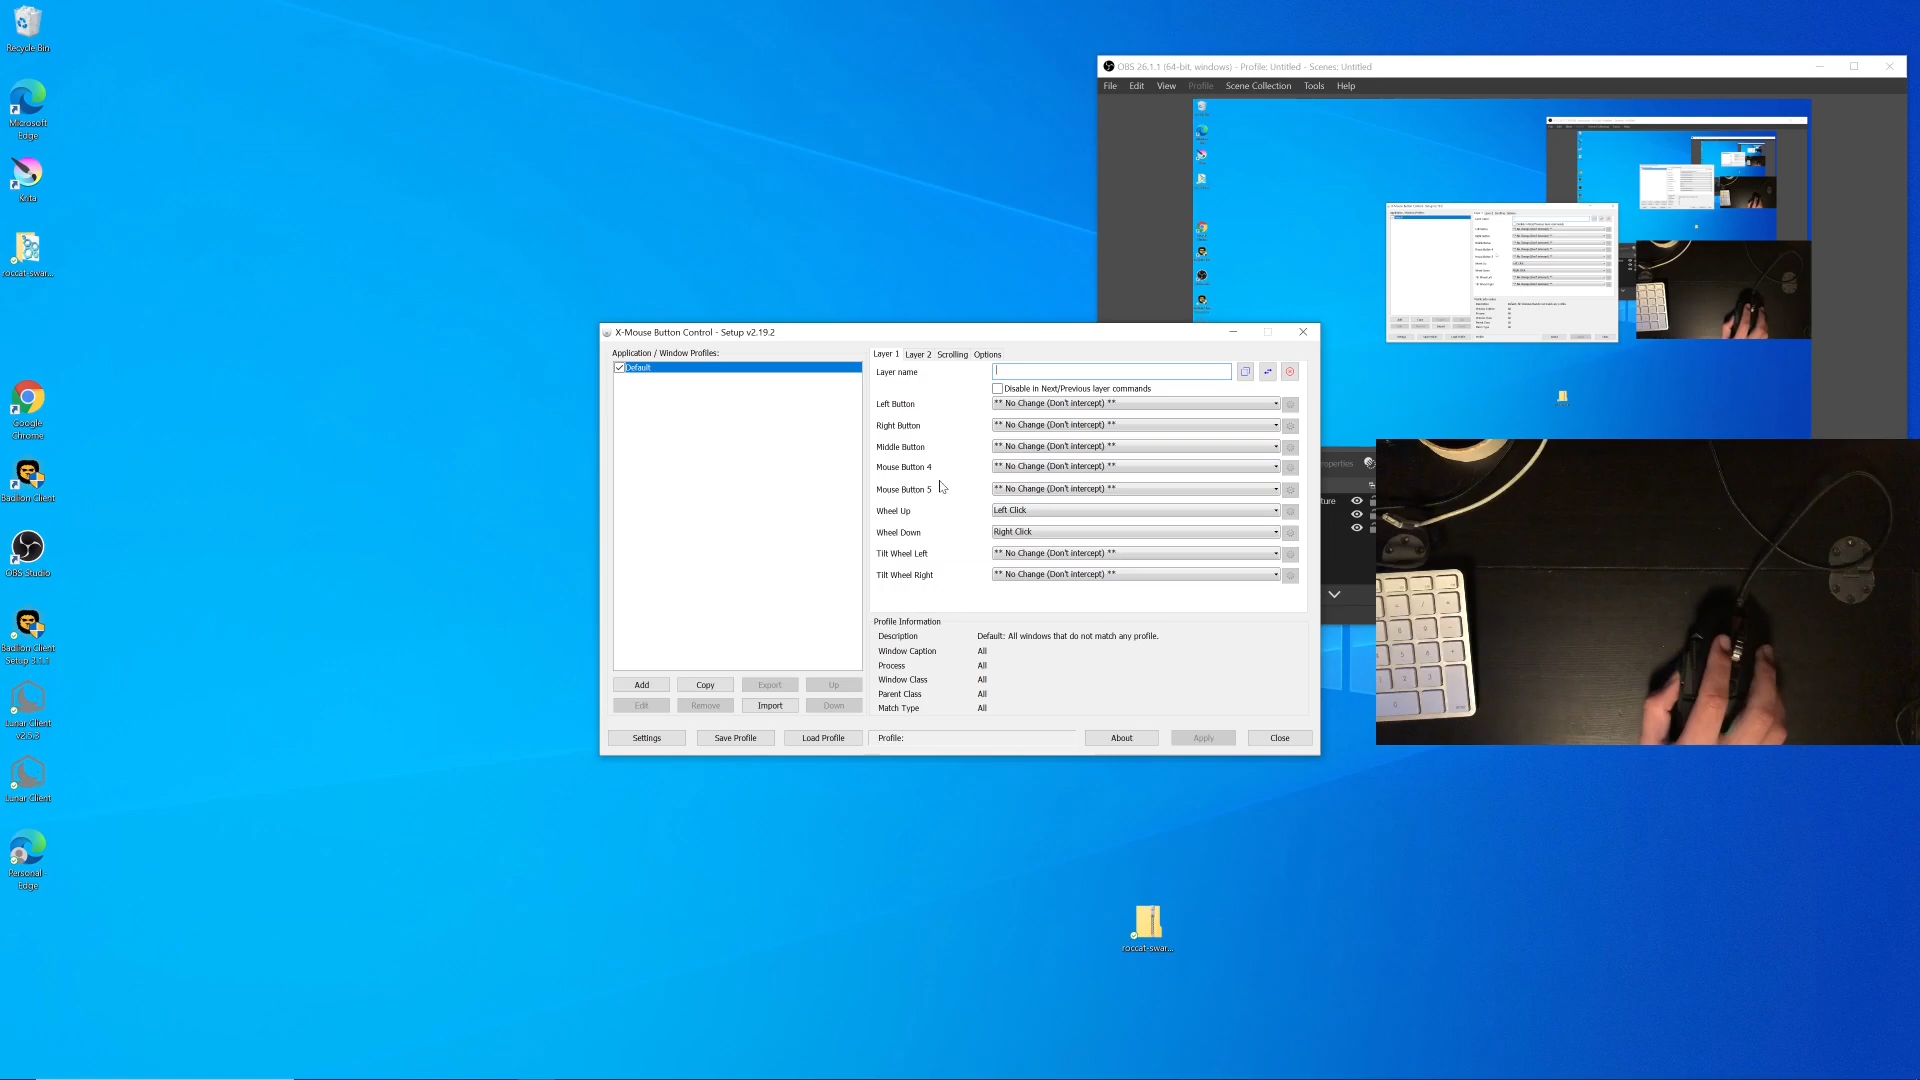 Recycle Bin
Microsoft
Edge
Krita
roccat-swar...
Google
Chrome
Badlion Client
OBS Studio
Badlion Client
Setup 3.1.1
Lunar Client
Lunar Client
Personal -
Edge
OBS 26.1.1 (64-bit, windows) - Profile: Untitled - Scenes: Untitled
File Edit View Profile Scene Collection Tools Help
X-Mouse Button Control - Setup v2.19.2
Application / Window Profiles:
Default
Layer 1 Layer 2 Scrolling Options
Layer name
Disable in Next/Previous layer commands
Left Button ** No Change (Don't intercept) **
Right Button ** No Change (Don't intercept) **
Middle Button ** No Change (Don't intercept) **
Mouse Button 4 ** No Change (Don't intercept) **
Mouse Button 5 ** No Change (Don't intercept) **
Wheel Up Left Click
Wheel Down Right Click
Tilt Wheel Left ** No Change (Don't intercept) **
Tilt Wheel Right ** No Change (Don't intercept) **
Profile Information
Description Default: All windows that do not match any profile.
Window Caption All
Process All
Window Class All
Parent Class All
Match Type All
Add Copy Export Up
Edit Remove Import Down
Settings Save Profile Load Profile Profile: About Apply Close
roperties
ture
roccat-swar...